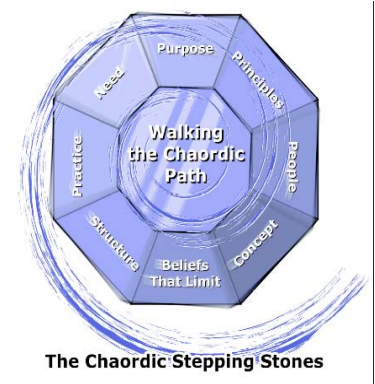 Purpose
Principles
People
Concept
Beliefs
That Limit
Structure
Practice
Need
Walking
the Chaordic
Path
The Chaordic Stepping Stones